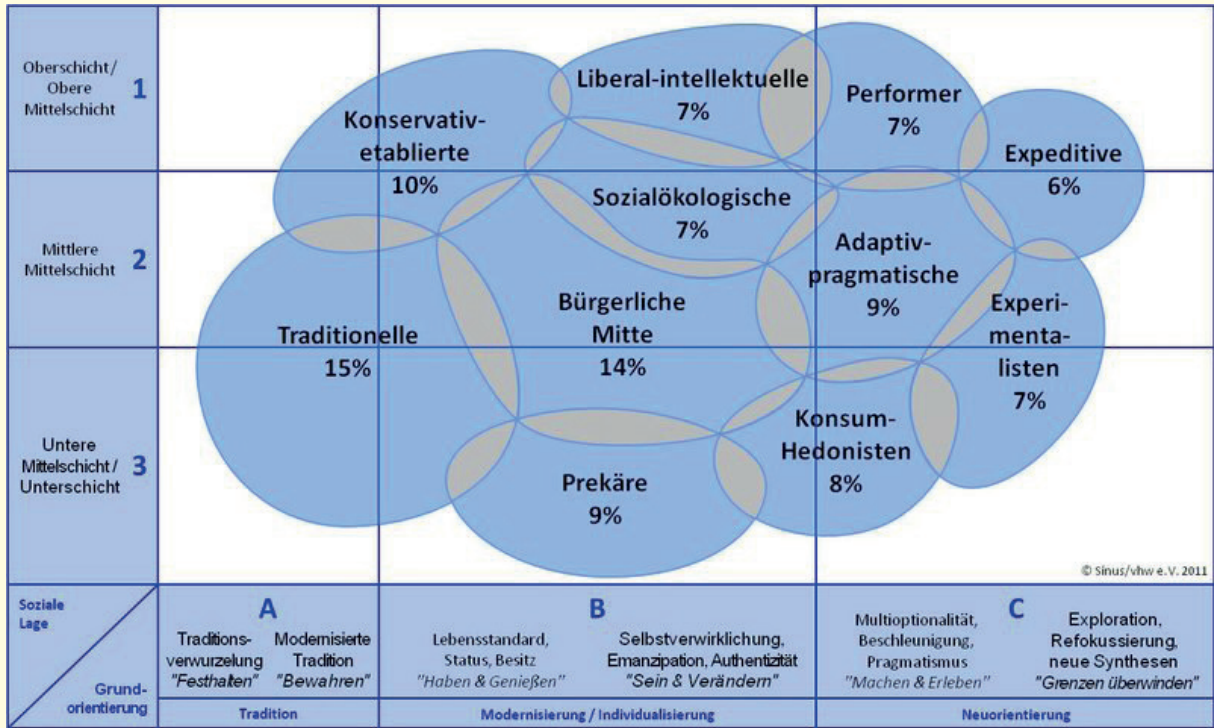 Oberschicht /
Obere
Mittelschicht
1
Mittlere
Mittelschicht
2
Untere
Mittelschicht /
Unterschicht
3
Konservativ-
etablierte
10%
Liberal-intellektuelle
7%
Performer
7%
Expeditive
6%
Sozialökologische
7%
Adaptiv-
pragmatische
9%
Traditionelle
15%
Bürgerliche
Mitte
14%
Experi-
menta-
listen
7%
Konsum-
Hedonisten
8%
Prekäre
9%
© Sinus/vhw e.V. 2011
Soziale
Lage
Grund-
orientierung
A
Traditions-
verwurzelung
"Festhalten"
Modernisierte
Tradition
"Bewahren"
Tradition
B
Lebensstandard,
Status, Besitz
"Haben & Genießen"
Selbstverwirklichung,
Emanzipation, Authentizität
"Sein & Verändern"
Modernisierung / Individualisierung
C
Multioptionalität,
Beschleunigung,
Pragmatismus
"Machen & Erleben"
Exploration,
Refokussierung,
neue Synthesen
"Grenzen überwinden"
Neuorientierung